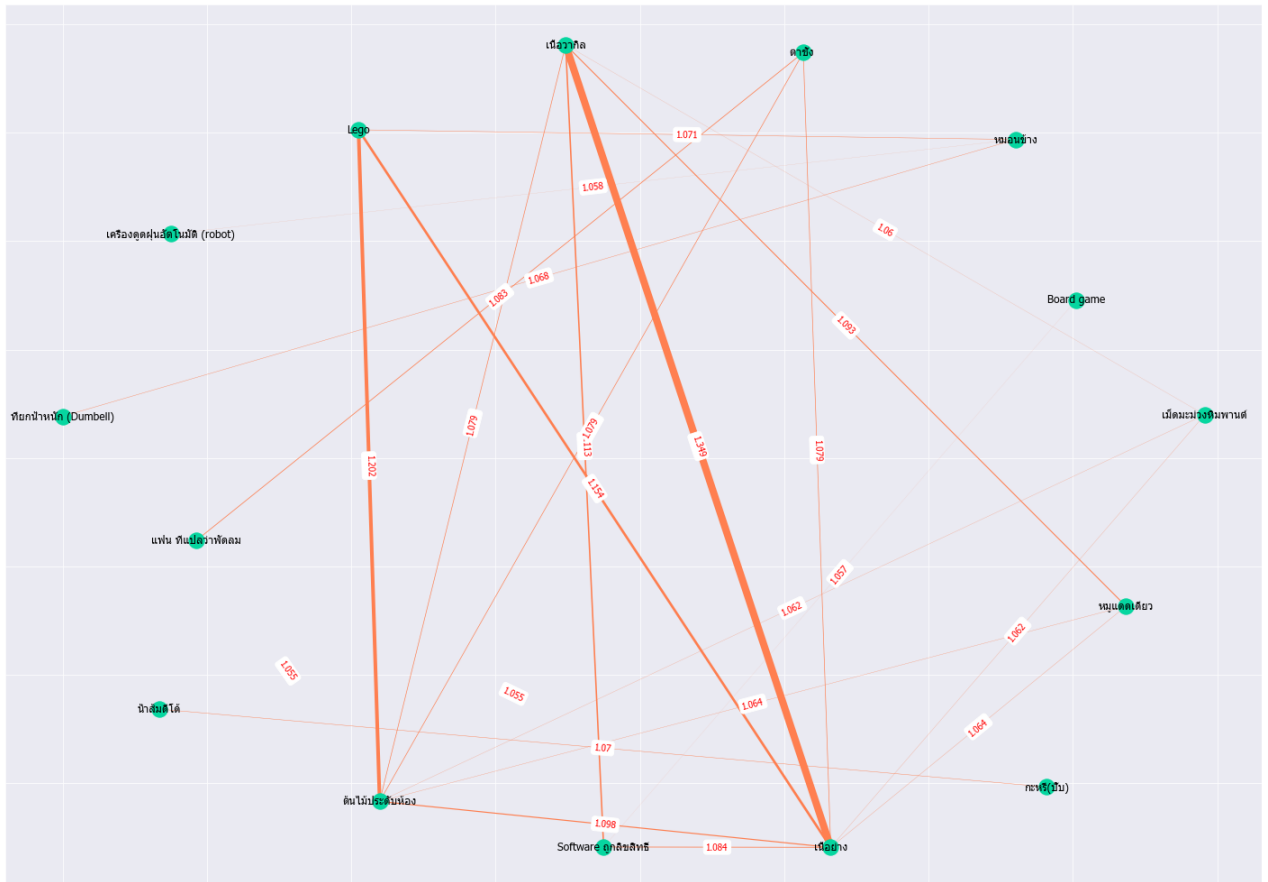 เนื้อวากิล
ตาชั่ง
Lego
1.071
หมอนข้าง
1.058
1.06
เครื่องดูดฝุ่นอัตโนมัติ (robot)
1.068
1.083
Board game
1.093
ที่ยกน้ำหนัก (Dumbell)
เม็ดมะม่วงหิมพานต์
1.079
1.079
1.113
1.349
1.079
1.202
1.154
แฟน ที่แปลว่าพัดลม
1.057
1.062
หมูแดดเดียว
1.062
1.055
1.055
1.064
น้ำส้มคิโด้
1.064
1.07
กะหรี่(ปั๊บ)
ต้นไม้ประดับห้อง
1.098
Software ถูกลิขสิทธิ์
1.084
เนื้อย่าง